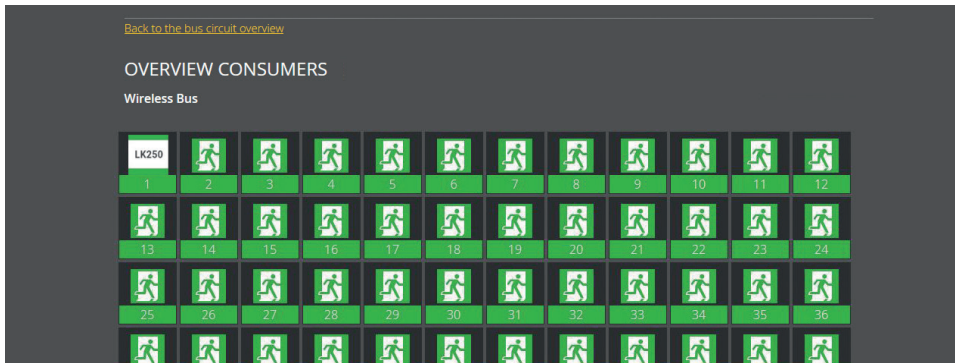 Back to the bus circuit overview
OVERVIEW CONSUMERS
Wireless Bus
LK250
1 2 3 4 5 6 7 8 9 10 11 12
13 14 15 16 17 18 19 20 21 22 23 24
25 26 27 28 29 30 31 32 33 34 35 36